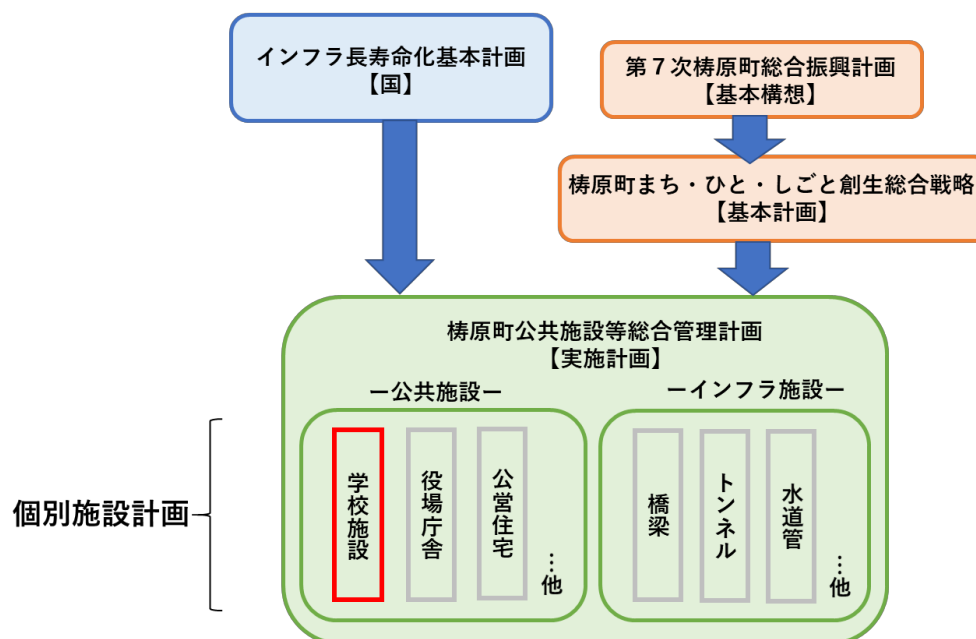 インフラ長寿命化基本計画
【国】
第７次梼原町総合振興計画
【基本構想】
梼原町まち・ひと・しごと創生総合戦略
【基本計画】
梼原町公共施設等総合管理計画
【実施計画】
ー公共施設ー
ーインフラ施設ー
個別施設計画
学校施設
役場庁舎
公営住宅
…他
橋梁
トンネル
水道管
…他